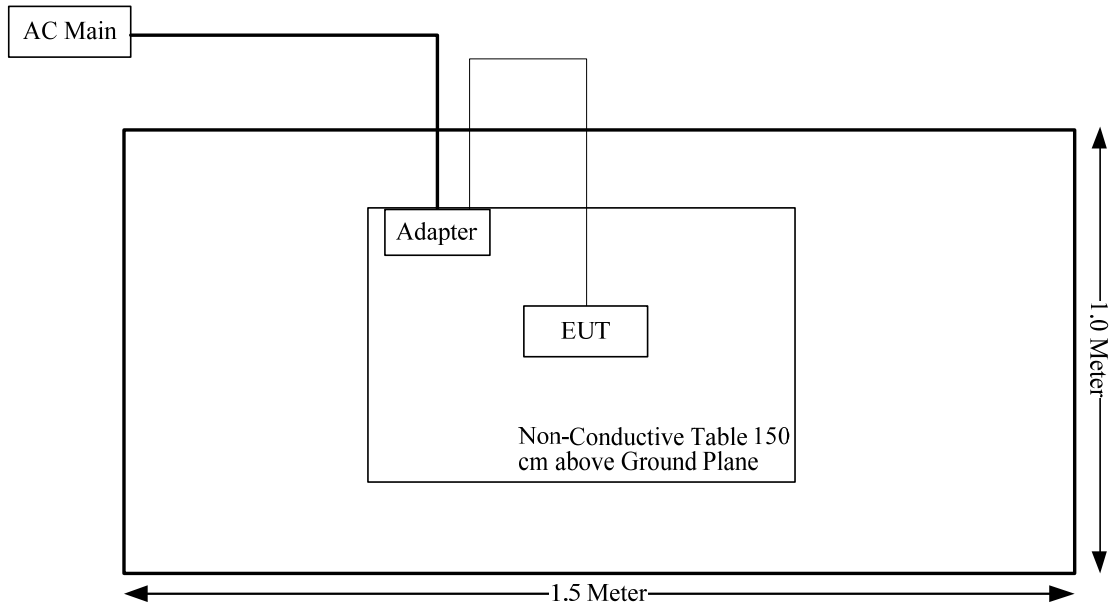 AC Main
Adapter
EUT
Non-Conductive Table 150
cm above Ground Plane
1.0 Meter
1.5 Meter